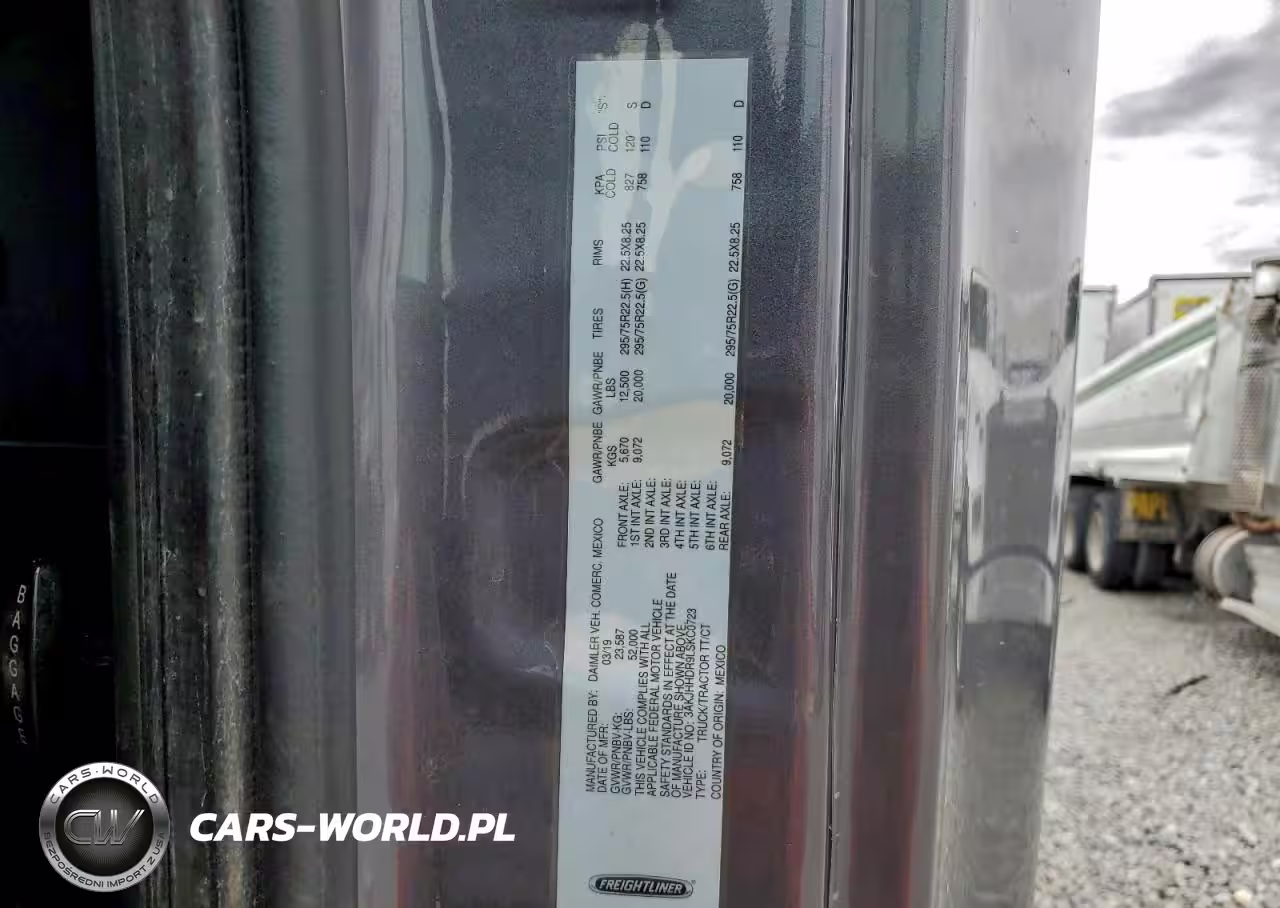 MANUFACTURED BY: DAIMLER VEH. COMERC. MEXICO
DATE OF MFR: 03/19
GVWR/PNBV-KG: 23,587
GVWR/PNBV-LBS: 52,000
THIS VEHICLE COMPLIES WITH ALL
APPLICABLE FEDERAL MOTOR VEHICLE
SAFETY STANDARDS IN EFFECT AT THE DATE
OF MANUFACTURE SHOWN ABOVE
VEHICLE ID NO: 3AKJHHDR9LSKC0723
TYPE: TRUCK/TRACTOR TT/CT
COUNTRY OF ORIGIN: MEXICO
GAWR/PNBE GAWR/PNBE TIRES RIMS KPA PSI "S":
KGS LBS COLD COLD
FRONT AXLE: 5,670 12,500 295/75R22.5(H) 22.5X8.25 827 120 S
1ST INT AXLE: 9,072 20,000 295/75R22.5(G) 22.5X8.25 758 110 D
2ND INT AXLE:
3RD INT AXLE:
4TH INT AXLE:
5TH INT AXLE:
6TH INT AXLE:
REAR AXLE: 9,072 20,000 295/75R22.5(G) 22.5X8.25 758 110 D
FREIGHTLINER
BAGGAGE
CARS-WORLD
CW
BEZPOŚREDNI IMPORT Z USA
CARS-WORLD.PL